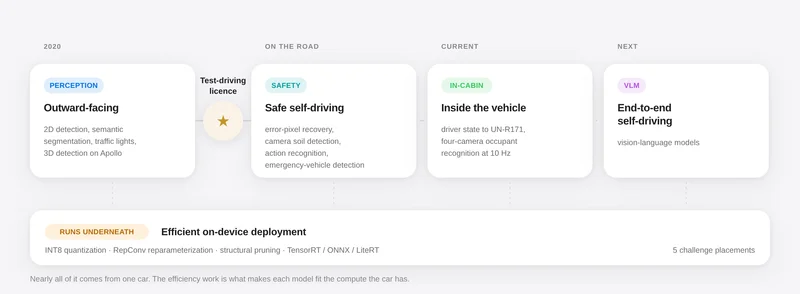 2020
PERCEPTION
Outward-facing
2D detection, semantic
segmentation, traffic lights,
3D detection on Apollo
Test-driving
licence
ON THE ROAD
SAFETY
Safe self-driving
error-pixel recovery,
camera soil detection,
action recognition,
emergency-vehicle detection
CURRENT
IN-CABIN
Inside the vehicle
driver state to UN-R171,
four-camera occupant
recognition at 10 Hz
NEXT
VLM
End-to-end
self-driving
vision-language models
RUNS UNDERNEATH
Efficient on-device deployment
INT8 quantization · RepConv reparameterization · structural pruning · TensorRT / ONNX / LiteRT
5 challenge placements
Nearly all of it comes from one car. The efficiency work is what makes each model fit the compute the car has.